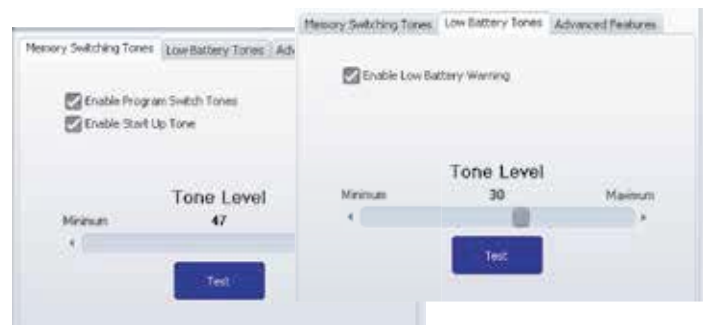 Memory Switching Tones Low Battery Tones Adv
Enable Program Switch Tones
Enable Start Up Tone
Tone Level
Minimum 47
Test
Memory Switching Tones Low Battery Tones Advanced Features
Enable Low Battery Warning
Tone Level
Minimum 30 Maximum
Test